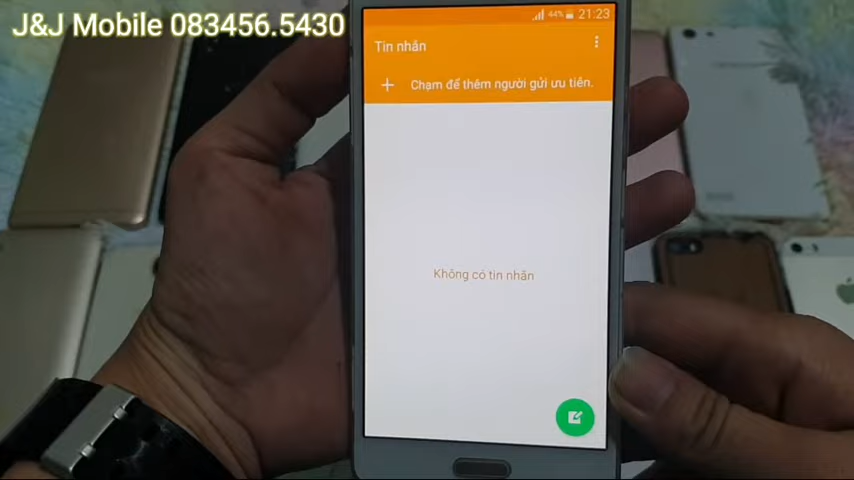 J&J Mobile 083456.5430
44% 21:23
Tin nhắn
Chạm để thêm người gửi ưu tiên.
Không có tin nhắn